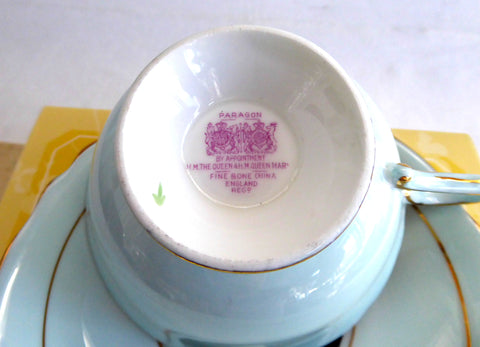 PARAGON
BY APPOINTMENT
H.M. THE QUEEN & H.M. QUEEN MARY
FINE BONE CHINA
ENGLAND
REGD